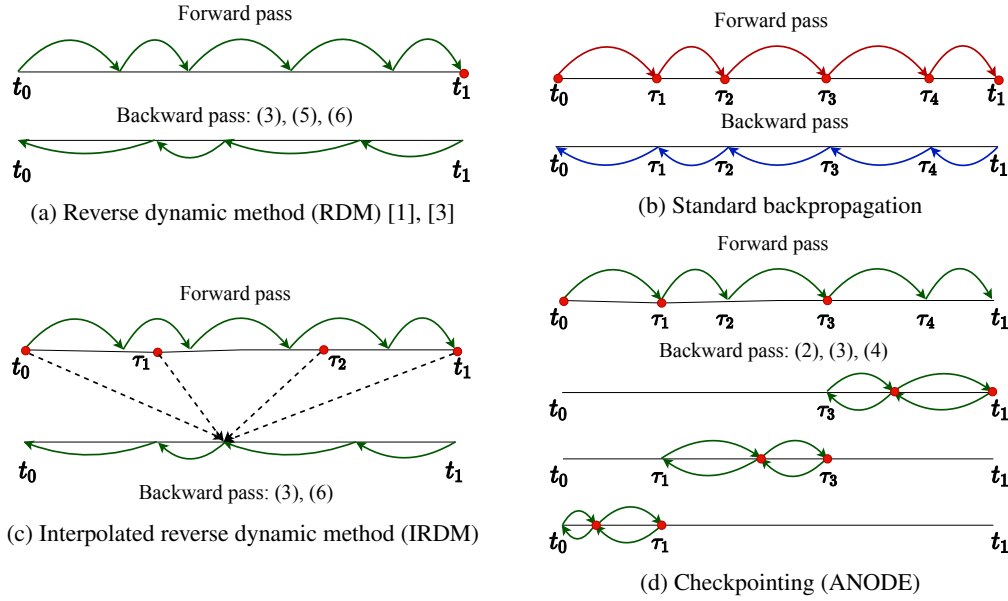 Forward pass
t₀ t₁
Backward pass: (3), (5), (6)
t₀ t₁
(a) Reverse dynamic method (RDM) [1], [3]
Forward pass
t₀ τ₁ τ₂ τ₃ τ₄ t₁
Backward pass
t₀ τ₁ τ₂ τ₃ τ₄ t₁
(b) Standard backpropagation
Forward pass
t₀ τ₁ τ₂ t₁
t₀ t₁
Backward pass: (3), (6)
(c) Interpolated reverse dynamic method (IRDM)
Forward pass
t₀ τ₁ τ₂ τ₃ τ₄ t₁
Backward pass: (2), (3), (4)
t₀ τ₃ t₁
t₀ τ₁ τ₃ t₁
t₀ τ₁ t₁
(d) Checkpointing (ANODE)